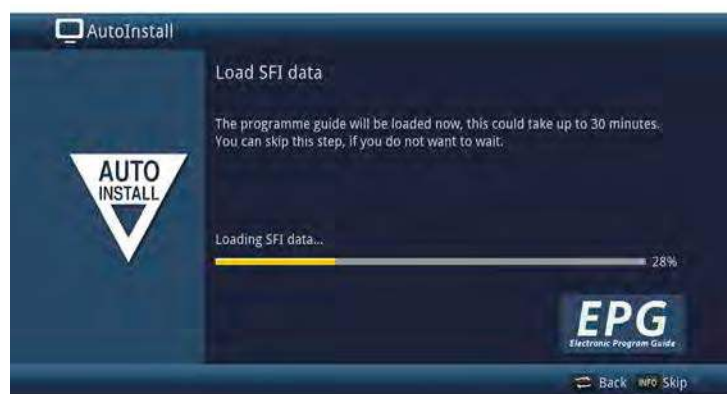 AutoInstall
Load SFI data
The programme guide will be loaded now, this could take up to 30 minutes.
You can skip this step, if you do not want to wait.
AUTO
INSTALL
Loading SFI data...
28%
EPG
Electronic Program Guide
Back INFO Skip